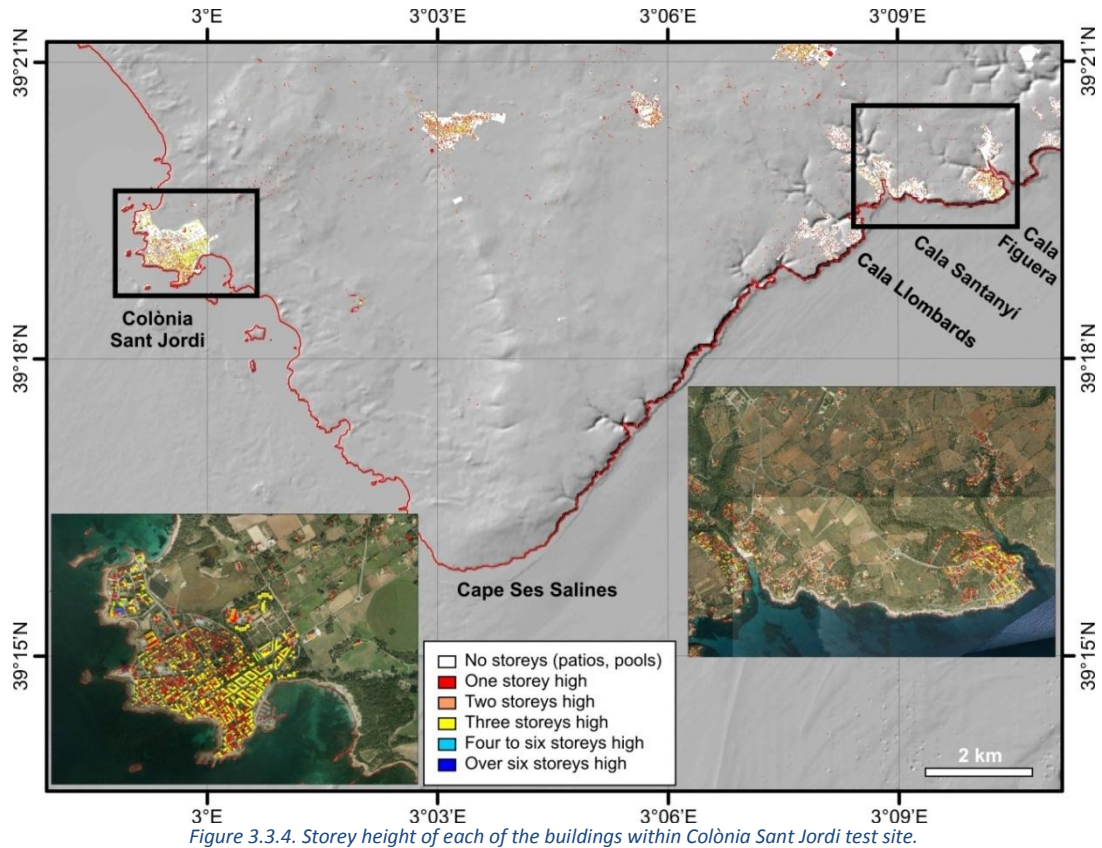 3°E
3°03'E
3°06'E
3°09'E
39°21'N
39°21'N
Colònia
Sant Jordi
Cala
Figuera
Cala Santanyí
Cala Llombards
39°18'N
39°18'N
Cape Ses Salines
No storeys (patios, pools)
One storey high
Two storeys high
Three storeys high
Four to six storeys high
Over six storeys high
39°15'N
39°15'N
2 km
3°E
3°03'E
3°06'E
3°09'E
Figure 3.3.4. Storey height of each of the buildings within Colònia Sant Jordi test site.